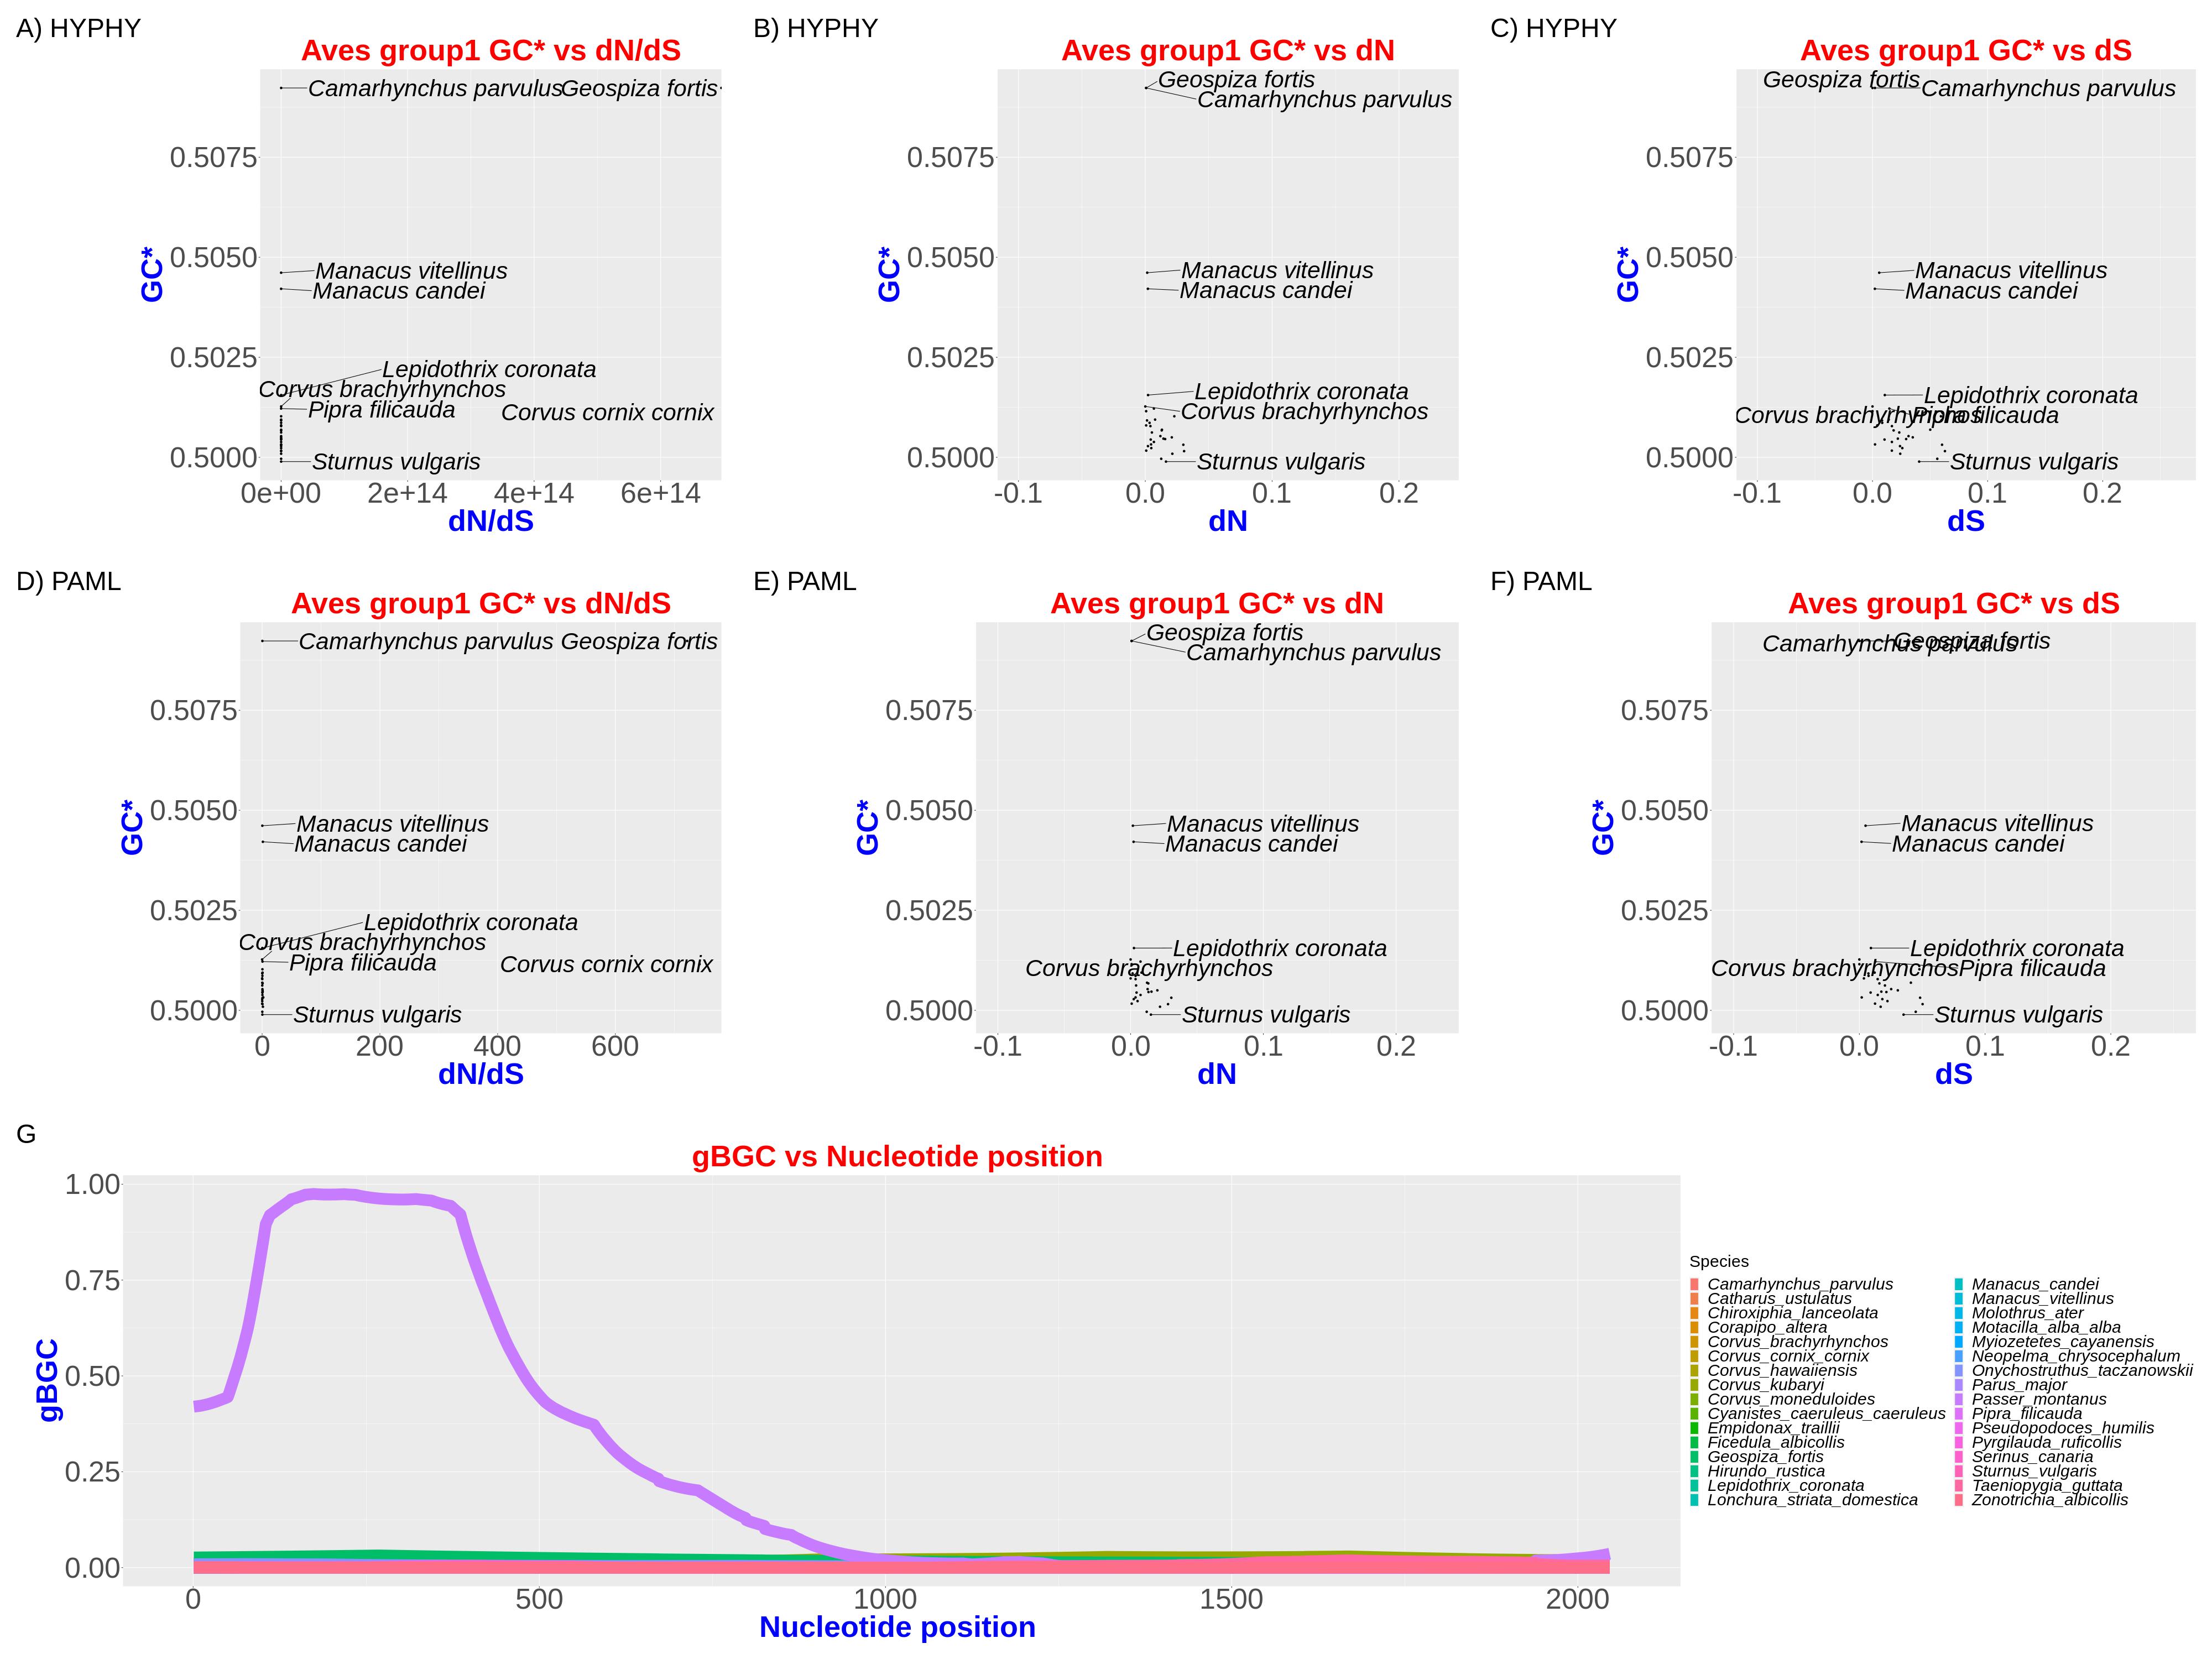 A) HYPHY
Aves group1 GC* vs dN/dS
GC*
0.5075
0.5050
0.5025
0.5000
Camarhynchus parvulus
Geospiza fortis
Manacus vitellinus
Manacus candei
Lepidothrix coronata
Corvus brachyrhynchos
Pipra filicauda
Corvus cornix cornix
Sturnus vulgaris
0e+00 2e+14 4e+14 6e+14
dN/dS
B) HYPHY
Aves group1 GC* vs dN
GC*
0.5075
0.5050
0.5025
0.5000
Geospiza fortis
Camarhynchus parvulus
Manacus vitellinus
Manacus candei
Lepidothrix coronata
Corvus brachyrhynchos
Sturnus vulgaris
-0.1 0.0 0.1 0.2
dN
C) HYPHY
Aves group1 GC* vs dS
GC*
0.5075
0.5050
0.5025
0.5000
Geospiza fortis
Camarhynchus parvulus
Manacus vitellinus
Manacus candei
Lepidothrix coronata
Corvus brachyrhynchos
Pipra filicauda
Sturnus vulgaris
-0.1 0.0 0.1 0.2
dS
D) PAML
Aves group1 GC* vs dN/dS
GC*
0.5075
0.5050
0.5025
0.5000
Camarhynchus parvulus
Geospiza fortis
Manacus vitellinus
Manacus candei
Lepidothrix coronata
Corvus brachyrhynchos
Pipra filicauda
Corvus cornix cornix
Sturnus vulgaris
0 200 400 600
dN/dS
E) PAML
Aves group1 GC* vs dN
GC*
0.5075
0.5050
0.5025
0.5000
Geospiza fortis
Camarhynchus parvulus
Manacus vitellinus
Manacus candei
Lepidothrix coronata
Corvus brachyrhynchos
Sturnus vulgaris
-0.1 0.0 0.1 0.2
dN
F) PAML
Aves group1 GC* vs dS
GC*
0.5075
0.5050
0.5025
0.5000
Camarhynchus parvulus
Geospiza fortis
Manacus vitellinus
Manacus candei
Lepidothrix coronata
Corvus brachyrhynchos
Pipra filicauda
Sturnus vulgaris
-0.1 0.0 0.1 0.2
dS
G
gBGC vs Nucleotide position
gBGC
1.00
0.75
0.50
0.25
0.00
0 500 1000 1500 2000
Nucleotide position
Species
Camarhynchus_parvulus
Catharus_ustulatus
Chiroxiphia_lanceolata
Corapipo_altera
Corvus_brachyrhynchos
Corvus_cornix_cornix
Corvus_hawaiiensis
Corvus_kubaryi
Corvus_moneduloides
Cyanistes_caeruleus_caeruleus
Empidonax_traillii
Ficedula_albicollis
Geospiza_fortis
Hirundo_rustica
Lepidothrix_coronata
Lonchura_striata_domestica
Manacus_candei
Manacus_vitellinus
Molothrus_ater
Motacilla_alba_alba
Myiozetetes_cayanensis
Neopelma_chrysocephalum
Onychostruthus_taczanowskii
Parus_major
Passer_montanus
Pipra_filicauda
Pseudopodoces_humilis
Pyrgilauda_ruficollis
Serinus_canaria
Sturnus_vulgaris
Taeniopygia_guttata
Zonotrichia_albicollis